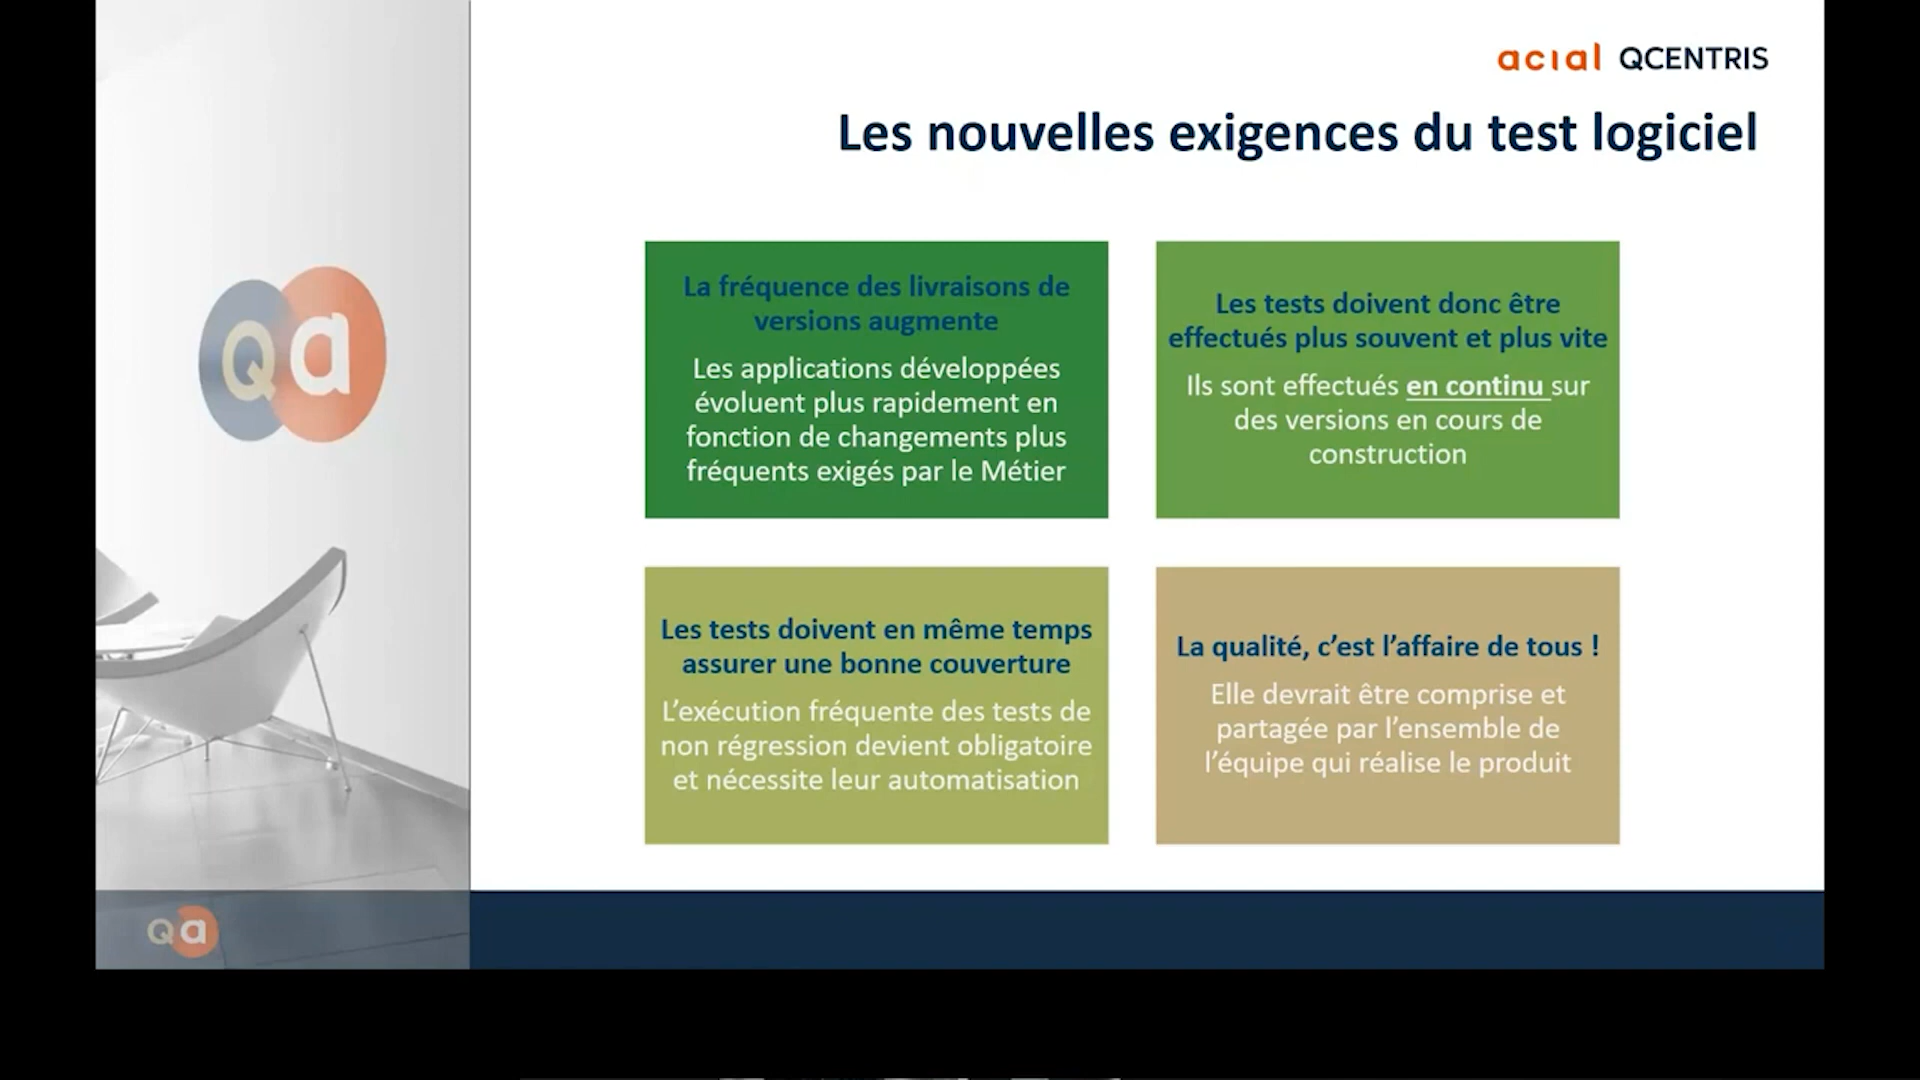 acial QCENTRIS
Les nouvelles exigences du test logiciel
Qa
La fréquence des livraisons de
versions augmente
Les applications développées
évoluent plus rapidement en
fonction de changements plus
fréquents exigés par le Métier
Les tests doivent donc être
effectués plus souvent et plus vite
Ils sont effectués en continu sur
des versions en cours de
construction
Les tests doivent en même temps
assurer une bonne couverture
L’exécution fréquente des tests de
non régression devient obligatoire
et nécessite leur automatisation
La qualité, c’est l’affaire de tous !
Elle devrait être comprise et
partagée par l’ensemble de
l’équipe qui réalise le produit
Qa